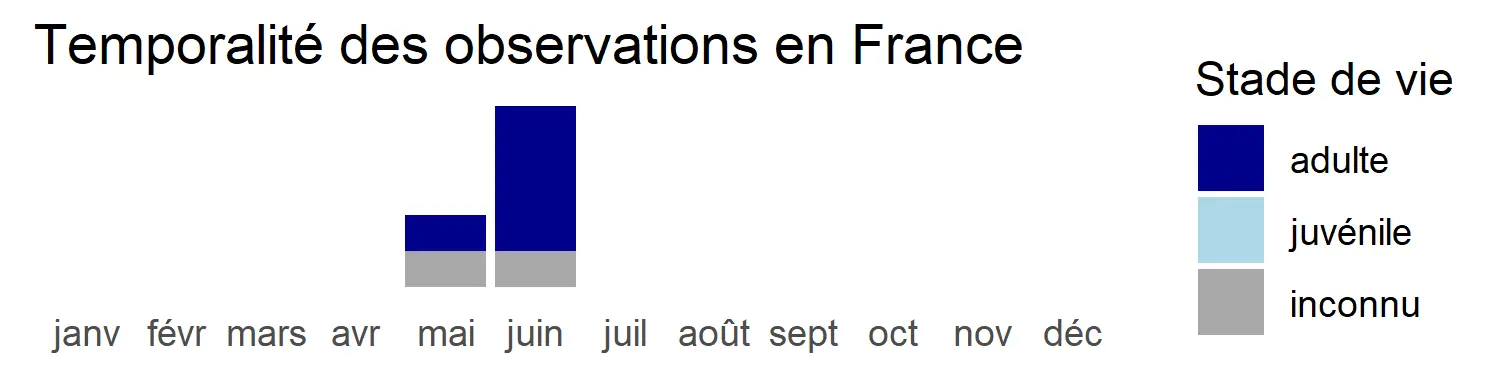 Temporalité des observations en France
Stade de vie
adulte
juvénile
inconnu
janv févr mars avr mai juin juil août sept oct nov déc